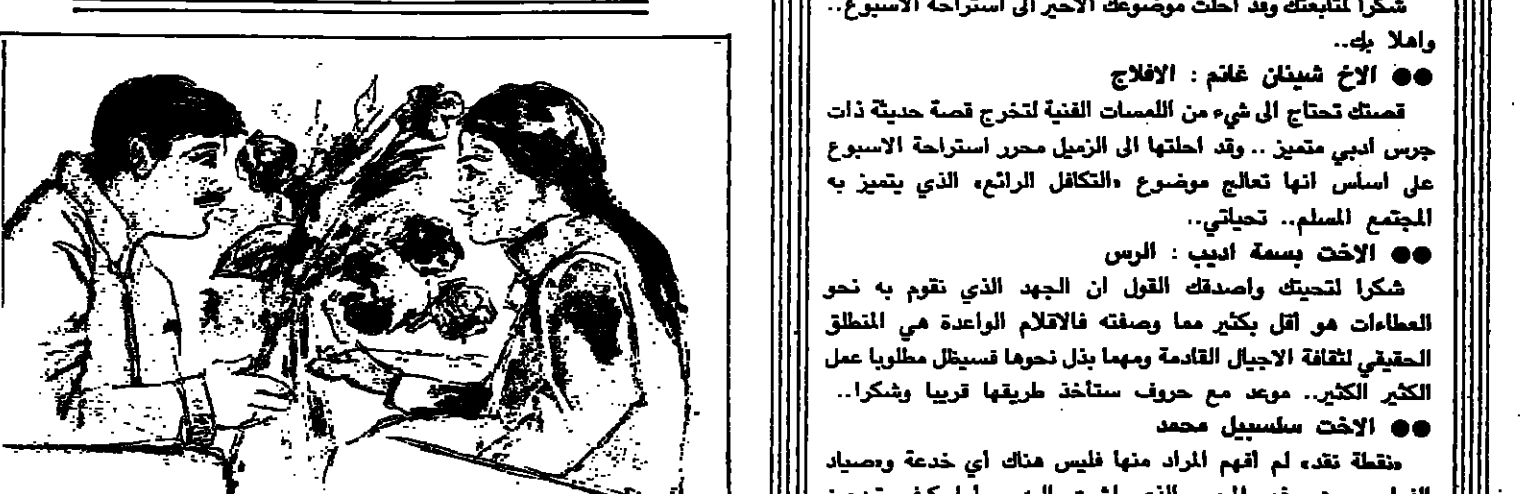 شكرا لمتابعتك وقد احلت موضوعك الاخير الى استراحة الاسبوع..
واهلا بك..
●● الاخ شينان غانم : الافلاج
قصتك تحتاج الى شيء من اللمسات الفنية لتخرج قصة حديثة ذات
جرس ادبي متميز .. وقد احلتها الى الزميل محرر استراحة الاسبوع
على اساس انها تعالج موضوع «التكافل الرائع» الذي يتميز به
المجتمع المسلم.. تحياتي..
●● الاخت بسمة اديب : الرس
شكرا لتحيتك واصدقك القول ان الجهد الذي نقوم به نحو
العطاءات هو أقل بكثير مما وصفته فالاقلام الواعدة هي المنطلق
الحقيقي لثقافة الاجيال القادمة ومهما بذل نحوها فسيظل مطلوبا عمل
الكثير الكثير.. موعد مع حروف ستأخذ طريقها قريبا وشكرا..
●● الاخت سلسبيل محمد
«نقطة نقد» لم أفهم المراد منها فليس هناك أي خدعة و«صياد